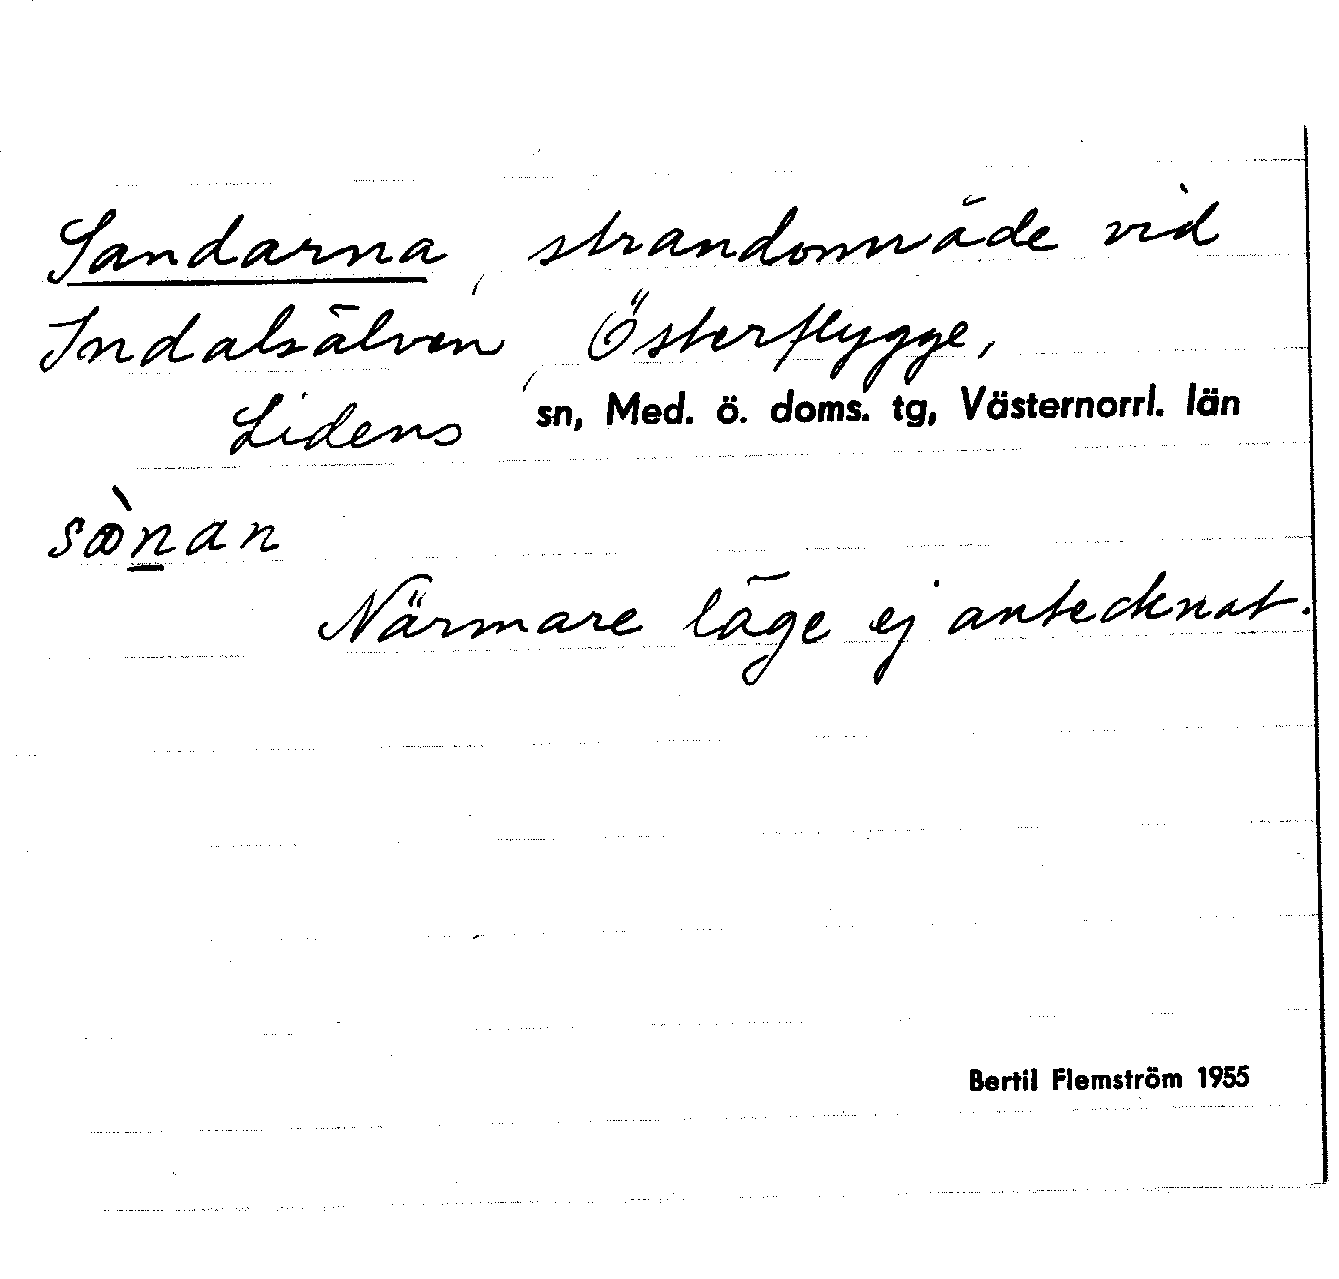 Sandarna, strandområde vid
Indalsälven, Österflygge,
Lidens sn, Med. ö. doms. tg, Västernorrl. län
sànan
Närmare läge ej antecknat.
Bertil Flemström 1955